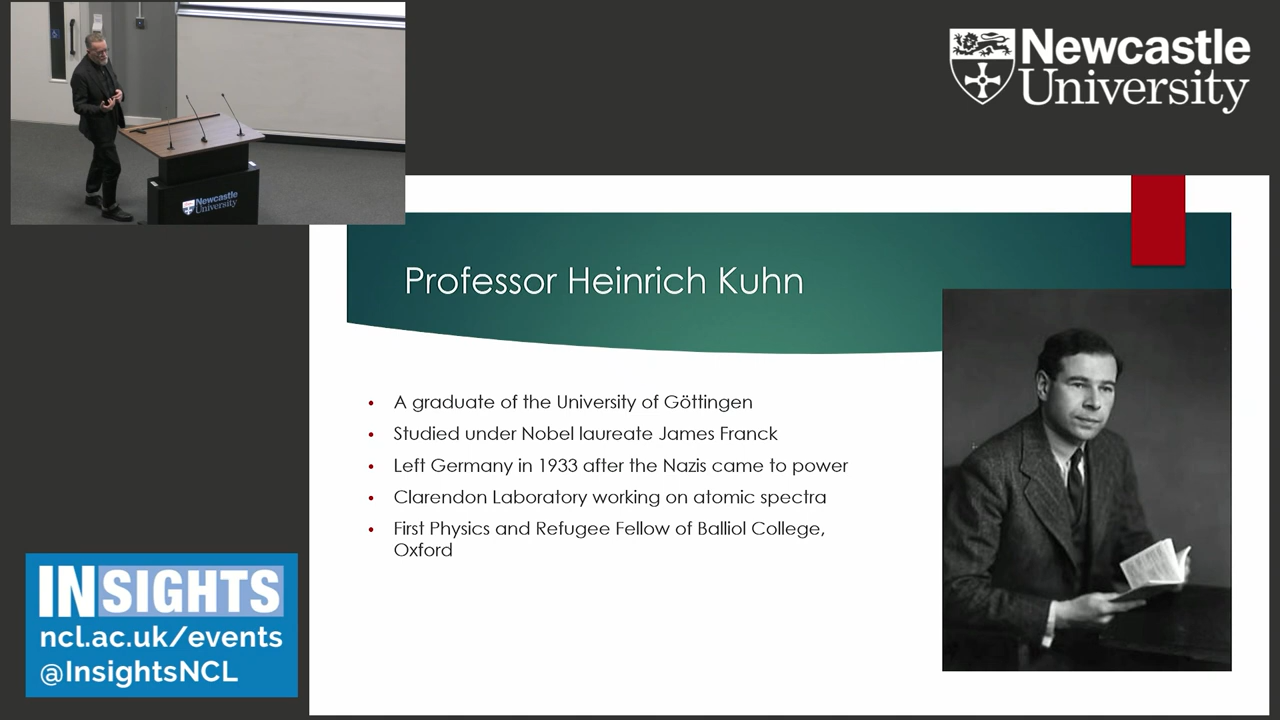 Newcastle
University
Newcastle
University
Professor Heinrich Kuhn
• A graduate of the University of Göttingen
• Studied under Nobel laureate James Franck
• Left Germany in 1933 after the Nazis came to power
• Clarendon Laboratory working on atomic spectra
• First Physics and Refugee Fellow of Balliol College,
Oxford
INSIGHTS
ncl.ac.uk/events
@InsightsNCL